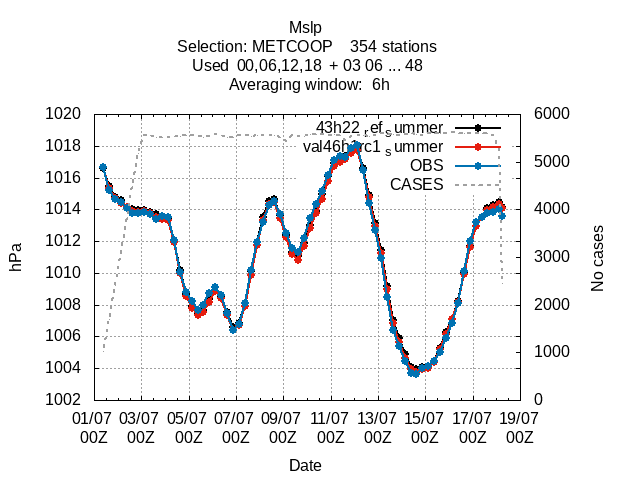 Mslp
Selection: METCOOP    354 stations
Used  00,06,12,18  + 03 06 ... 48
Averaging window:  6h
1020
1018
1016
1014
1012
1010
1008
1006
1004
1002
hPa
6000
5000
4000
3000
2000
1000
0
No cases
43h22_ref_summer
OBS
CASES
01/07 03/07 05/07 07/07 09/07 11/07 13/07 15/07 17/07 19/07
00Z 00Z 00Z 00Z 00Z 00Z 00Z 00Z 00Z 00Z
Date